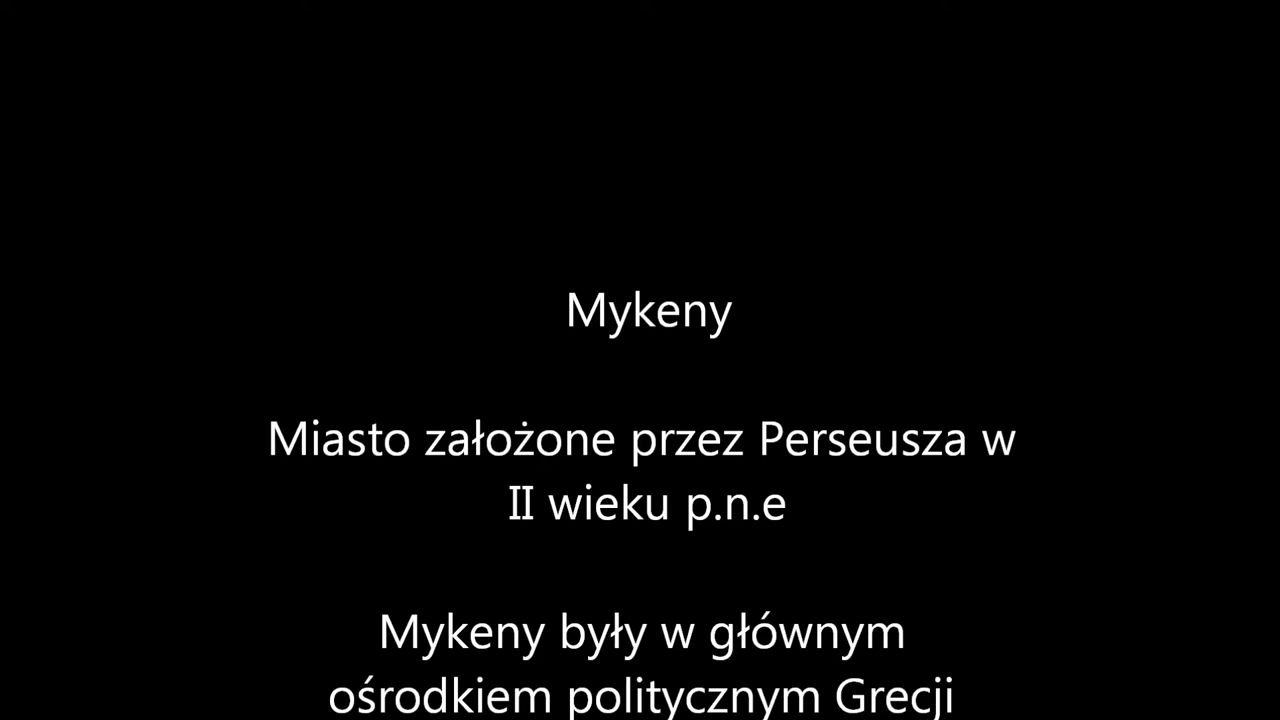 Mykeny
Miasto założone przez Perseusza w
II wieku p.n.e
Mykeny były w głównym
ośrodkiem politycznym Grecji